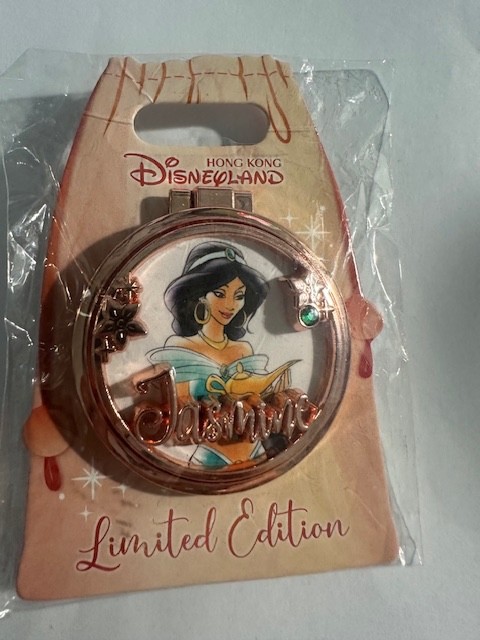 HONG KONG
DISNEYLAND
Jasmine
Limited Edition